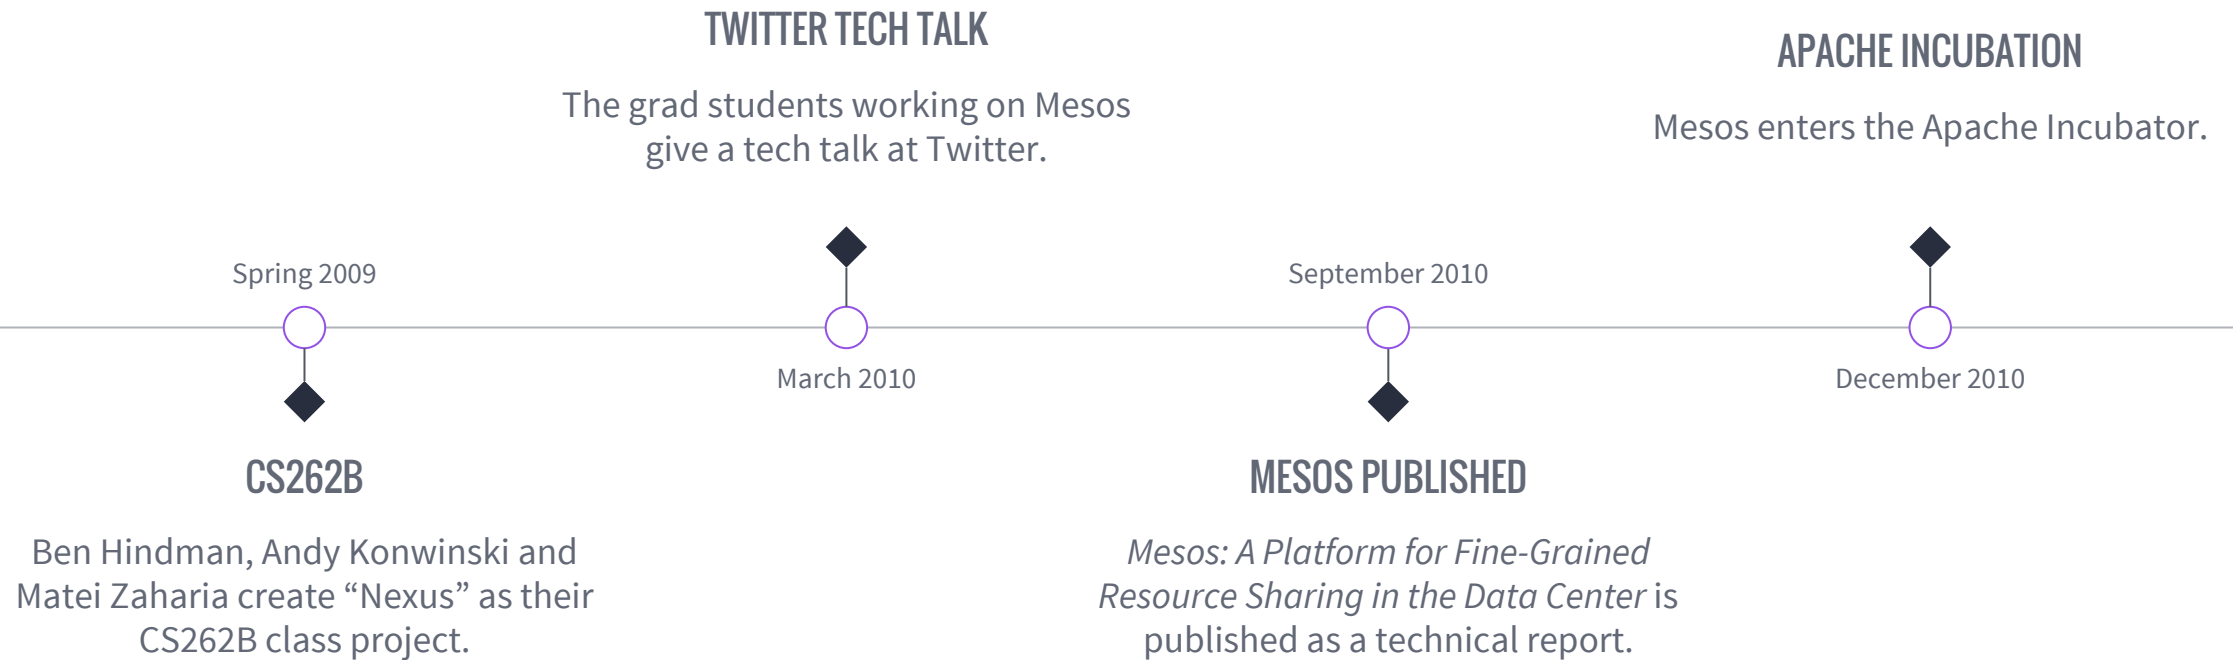 TWITTER TECH TALK
The grad students working on Mesos
give a tech talk at Twitter.
APACHE INCUBATION
Mesos enters the Apache Incubator.
Spring 2009
March 2010
September 2010
December 2010
CS262B
Ben Hindman, Andy Konwinski and
Matei Zaharia create “Nexus” as their
CS262B class project.
MESOS PUBLISHED
Mesos: A Platform for Fine-Grained
Resource Sharing in the Data Center is
published as a technical report.